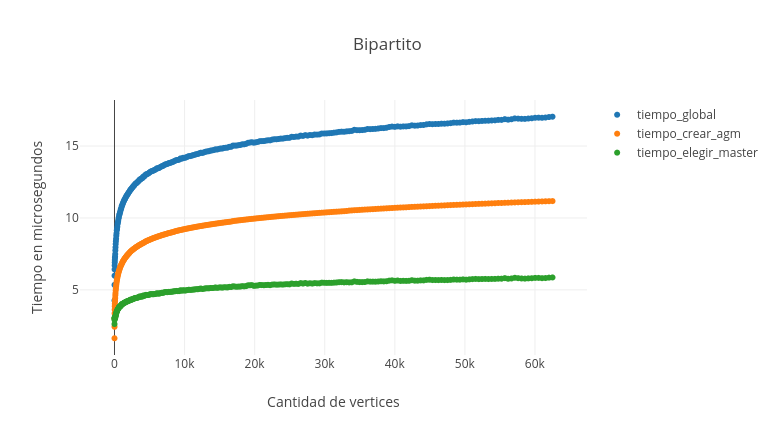 Bipartito
tiempo_global
tiempo_crear_agm
tiempo_elegir_master
Tiempo en microsegundos
15
10
5
0
10k
20k
30k
40k
50k
60k
Cantidad de vertices